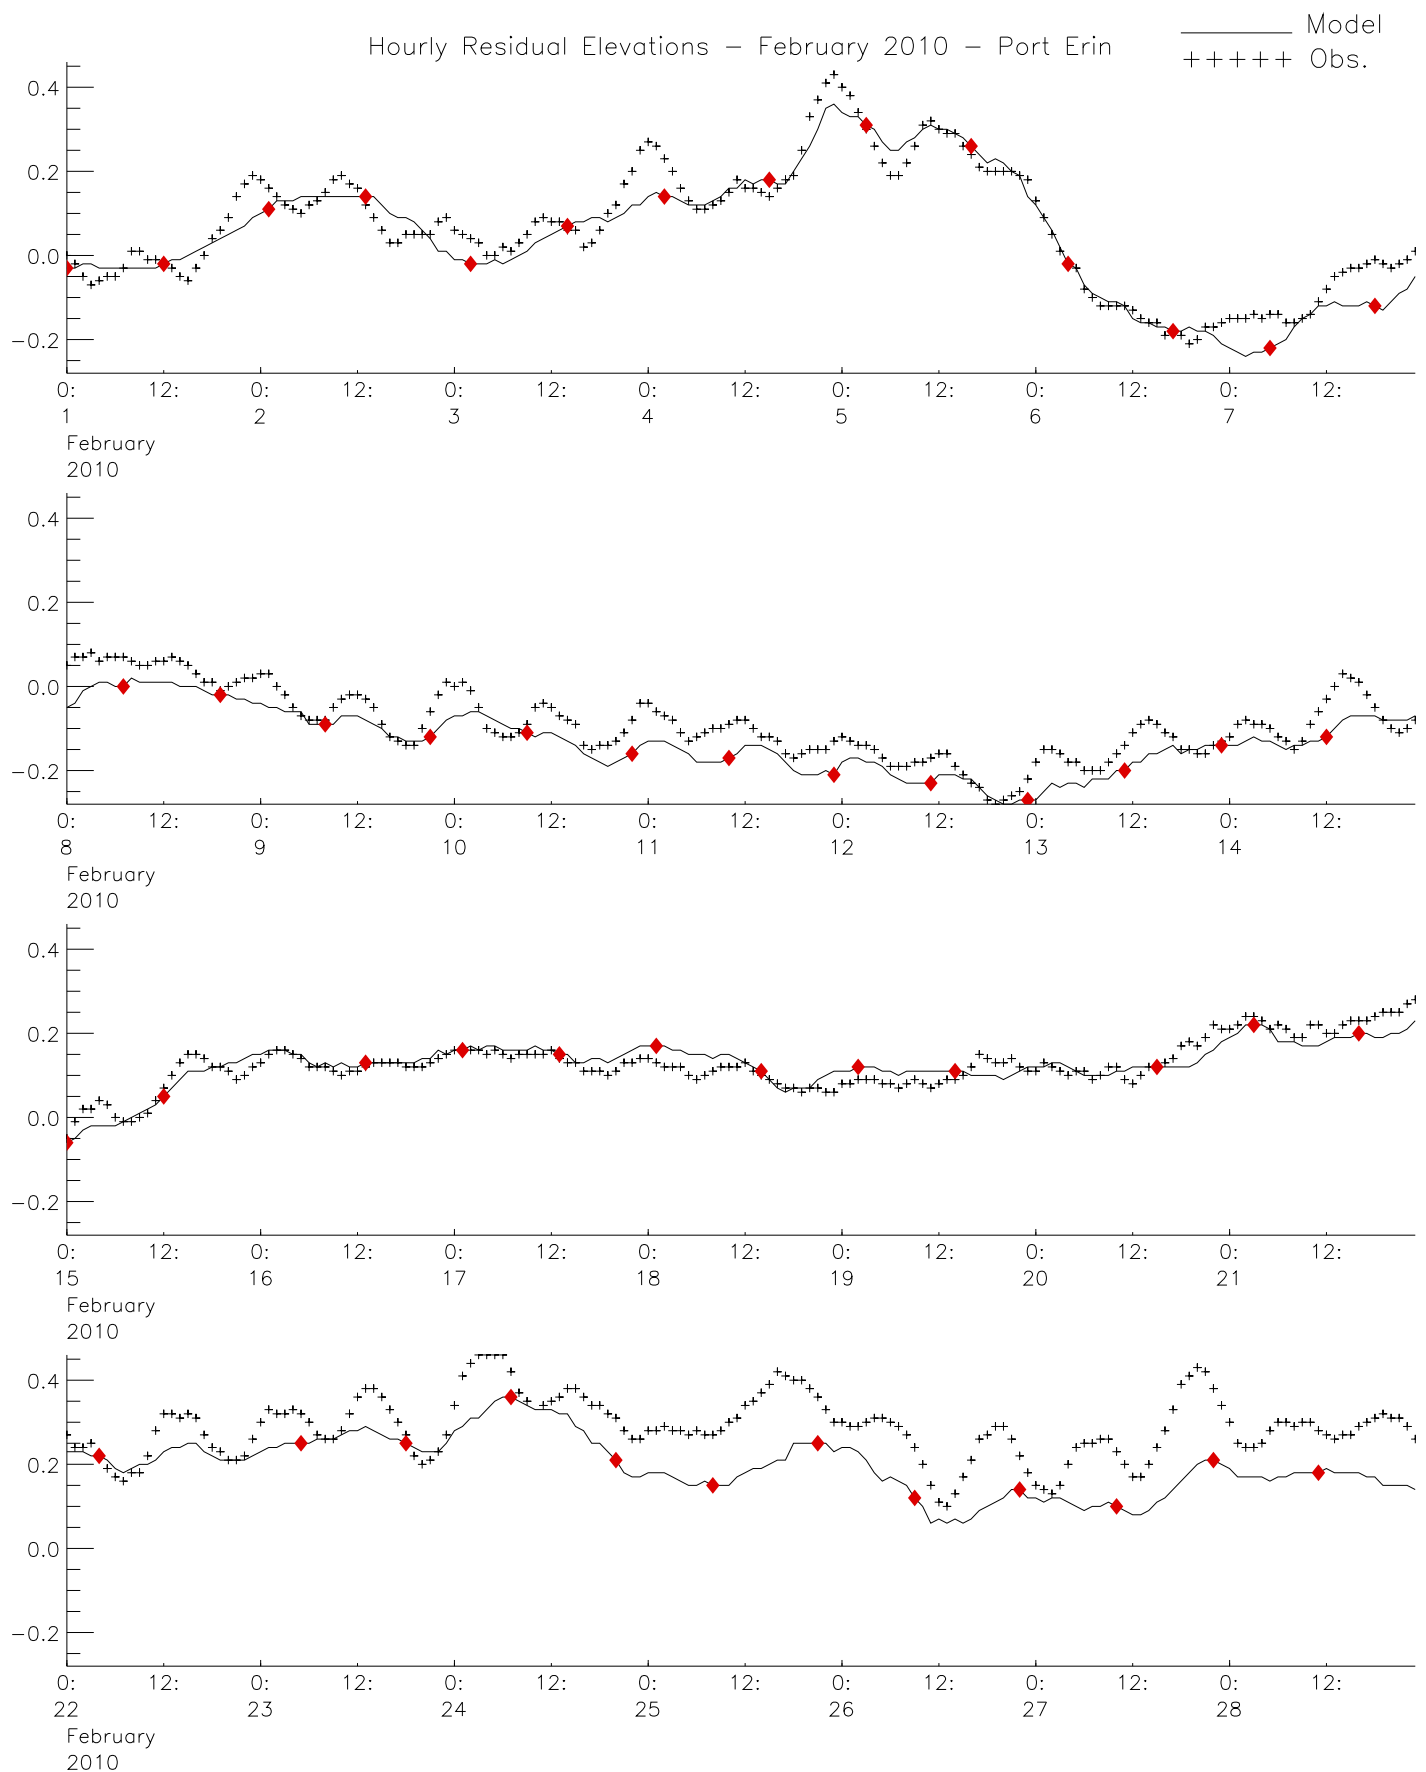 Hourly Residual Elevations − February 2010 − Port Erin
Model
+++++ Obs.
0.4
0.2
0.0
−0.2
0: 12: 0: 12: 0: 12: 0: 12: 0: 12: 0: 12: 0: 12:
1 2 3 4 5 6 7
February
2010
0.4
0.2
0.0
−0.2
0: 12: 0: 12: 0: 12: 0: 12: 0: 12: 0: 12: 0: 12:
8 9 10 11 12 13 14
February
2010
0.4
0.2
0.0
−0.2
0: 12: 0: 12: 0: 12: 0: 12: 0: 12: 0: 12: 0: 12:
15 16 17 18 19 20 21
February
2010
0.4
0.2
0.0
−0.2
0: 12: 0: 12: 0: 12: 0: 12: 0: 12: 0: 12: 0: 12:
22 23 24 25 26 27 28
February
2010